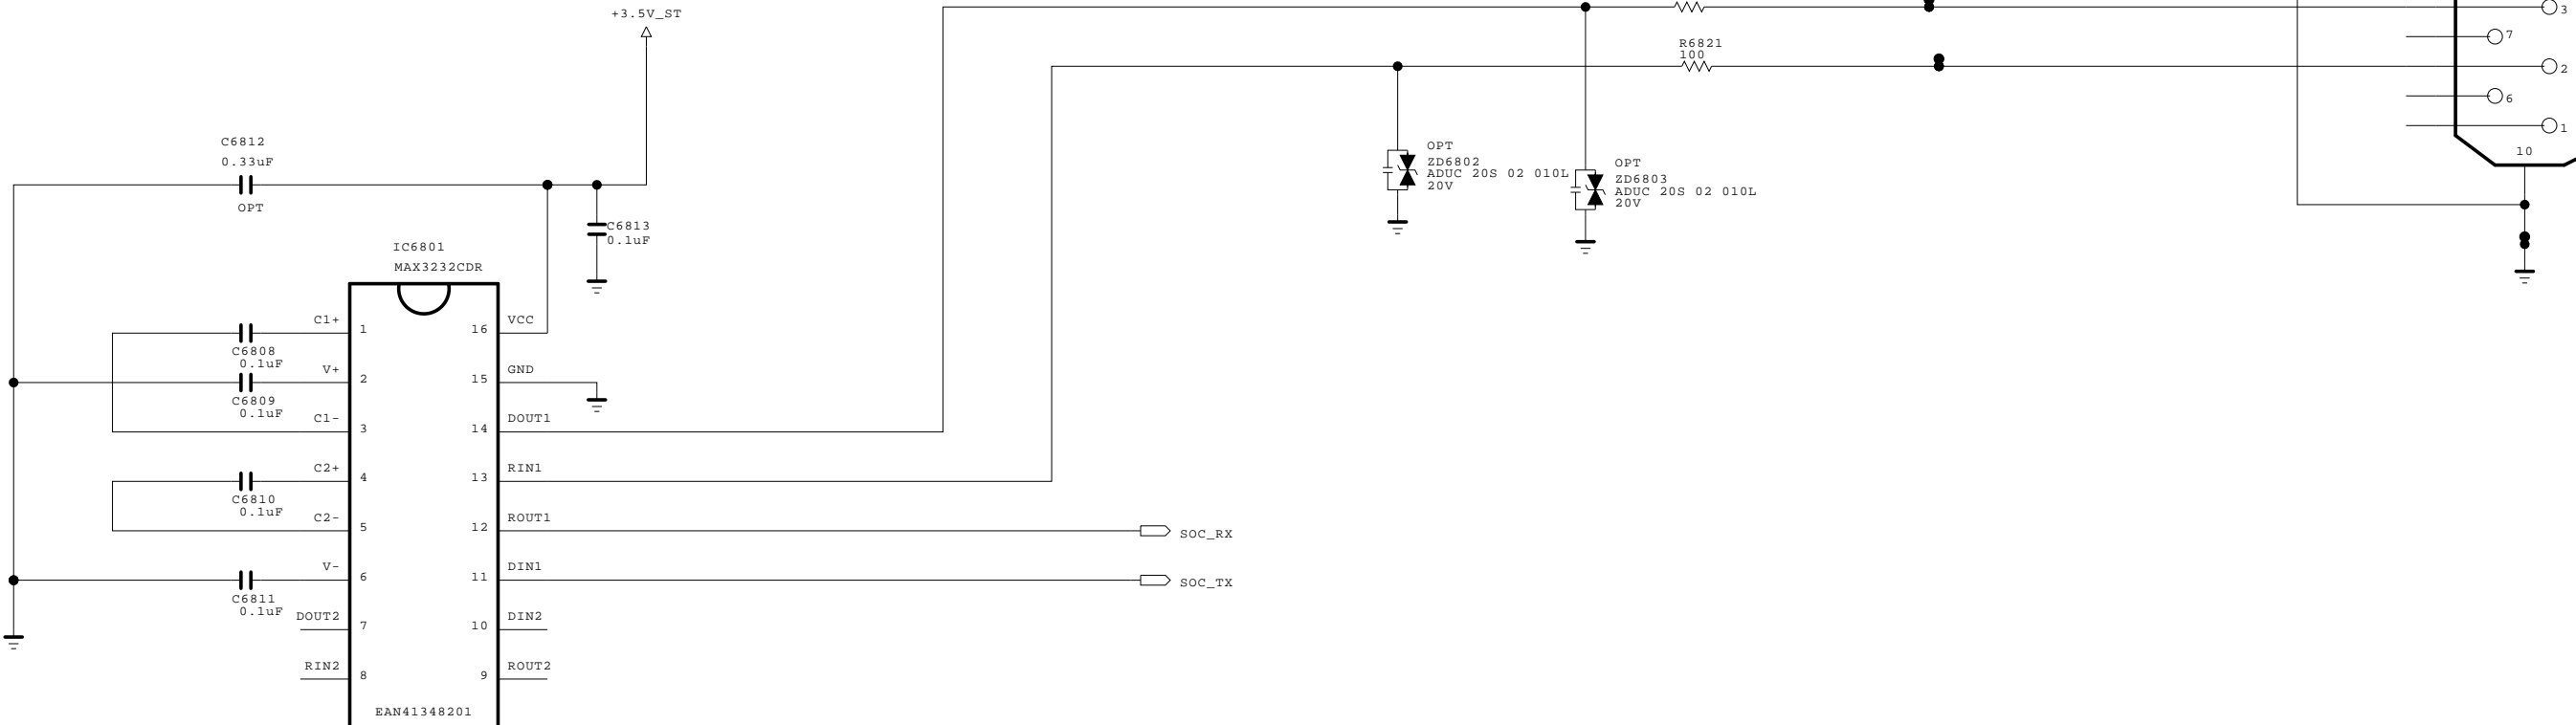 +3.5V_ST
3
7
R6821
100
2
6
1
10
C6812
0.33uF
OPT
C6813
0.1uF
OPT
ZD6802
ADUC 20S 02 010L
20V
OPT
ZD6803
ADUC 20S 02 010L
20V
IC6801
MAX3232CDR
C1+
1
16
VCC
C6808
0.1uF
V+
2
15
GND
C6809
0.1uF
C1-
3
14
DOUT1
C2+
4
13
RIN1
C6810
0.1uF
C2-
5
12
ROUT1
SOC_RX
V-
6
11
DIN1
SOC_TX
C6811
0.1uF
DOUT2
7
10
DIN2
RIN2
8
9
ROUT2
EAN41348201